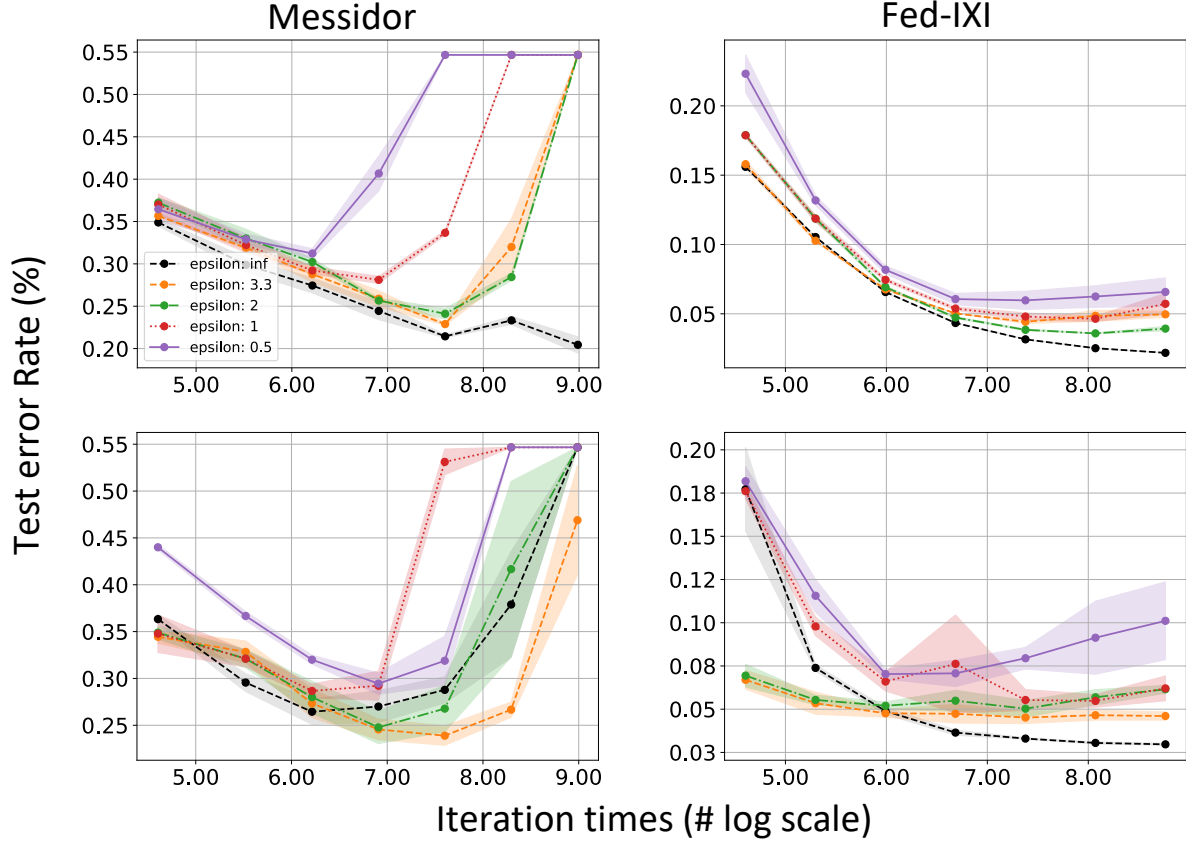 Messidor
Fed-IXI
Test error Rate (%)
0.55
0.50
0.45
0.40
0.35
0.30
0.25
0.20
epsilon: inf
epsilon: 3.3
epsilon: 2
epsilon: 1
epsilon: 0.5
5.00 6.00 7.00 8.00 9.00
0.20
0.15
0.10
0.05
5.00 6.00 7.00 8.00
0.55
0.50
0.45
0.40
0.35
0.30
0.25
5.00 6.00 7.00 8.00 9.00
0.20
0.18
0.15
0.12
0.10
0.08
0.05
0.03
5.00 6.00 7.00 8.00
Iteration times (# log scale)